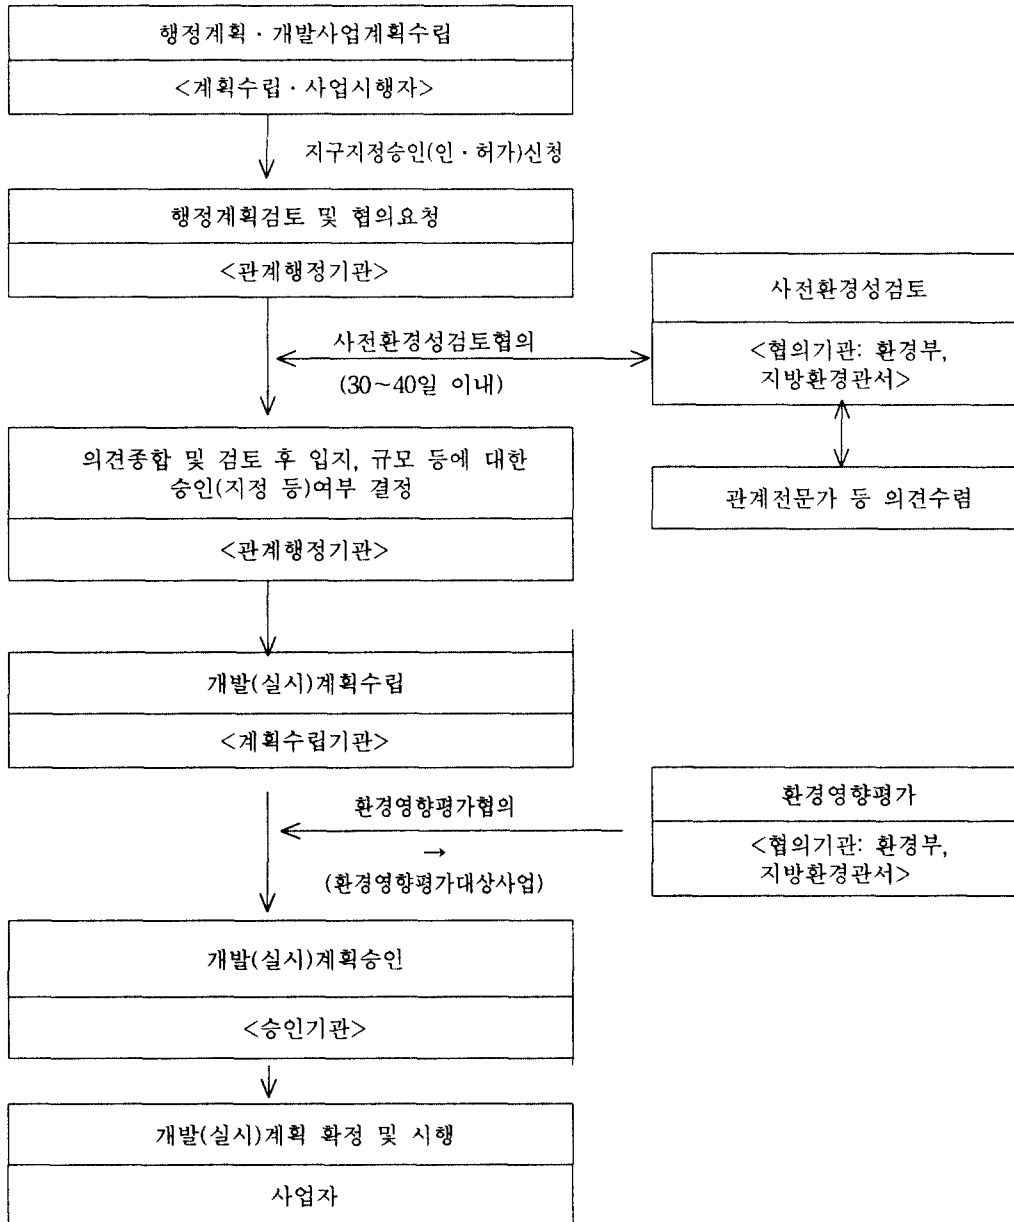 행정계획 · 개발사업계획수립
<계획수립 · 사업시행자>
지구지정승인(인 · 허가)신청
행정계획검토 및 협의요청
<관계행정기관>
사전환경성검토
<협의기관: 환경부,
지방환경관서>
사전환경성검토협의
(30~40일 이내)
관계전문가 등 의견수렴
의견종합 및 검토 후 입지, 규모 등에 대한
승인(지정 등)여부 결정
<관계행정기관>
개발(실시)계획수립
<계획수립기관>
환경영향평가
<협의기관: 환경부,
지방환경관서>
환경영향평가협의
→
(환경영향평가대상사업)
개발(실시)계획승인
<승인기관>
개발(실시)계획 확정 및 시행
사업자